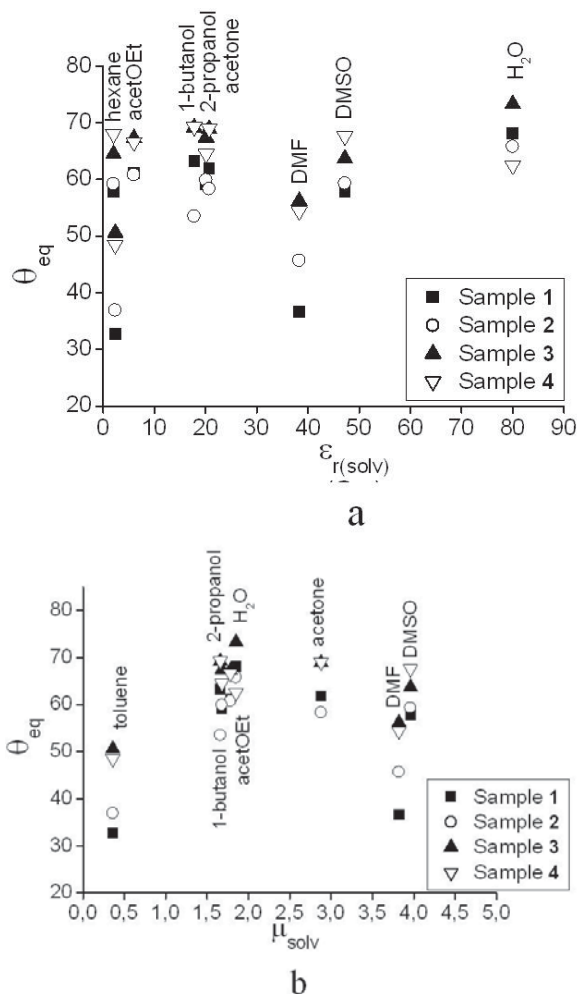 hexane
acetOEt
1-butanol
2-propanol
acetone
DMF
DMSO
H₂O
80
70
60
50
40
30
20
θeq
Sample 1
Sample 2
Sample 3
Sample 4
0 10 20 30 40 50 60 70 80 90
εr(solv)
a
toluene
2-propanol
H₂O
1-butanol
acetOEt
acetone
DMF
DMSO
80
70
60
50
40
30
20
θeq
Sample 1
Sample 2
Sample 3
Sample 4
0,0 0,5 1,0 1,5 2,0 2,5 3,0 3,5 4,0 4,5 5,0
μsolv
b